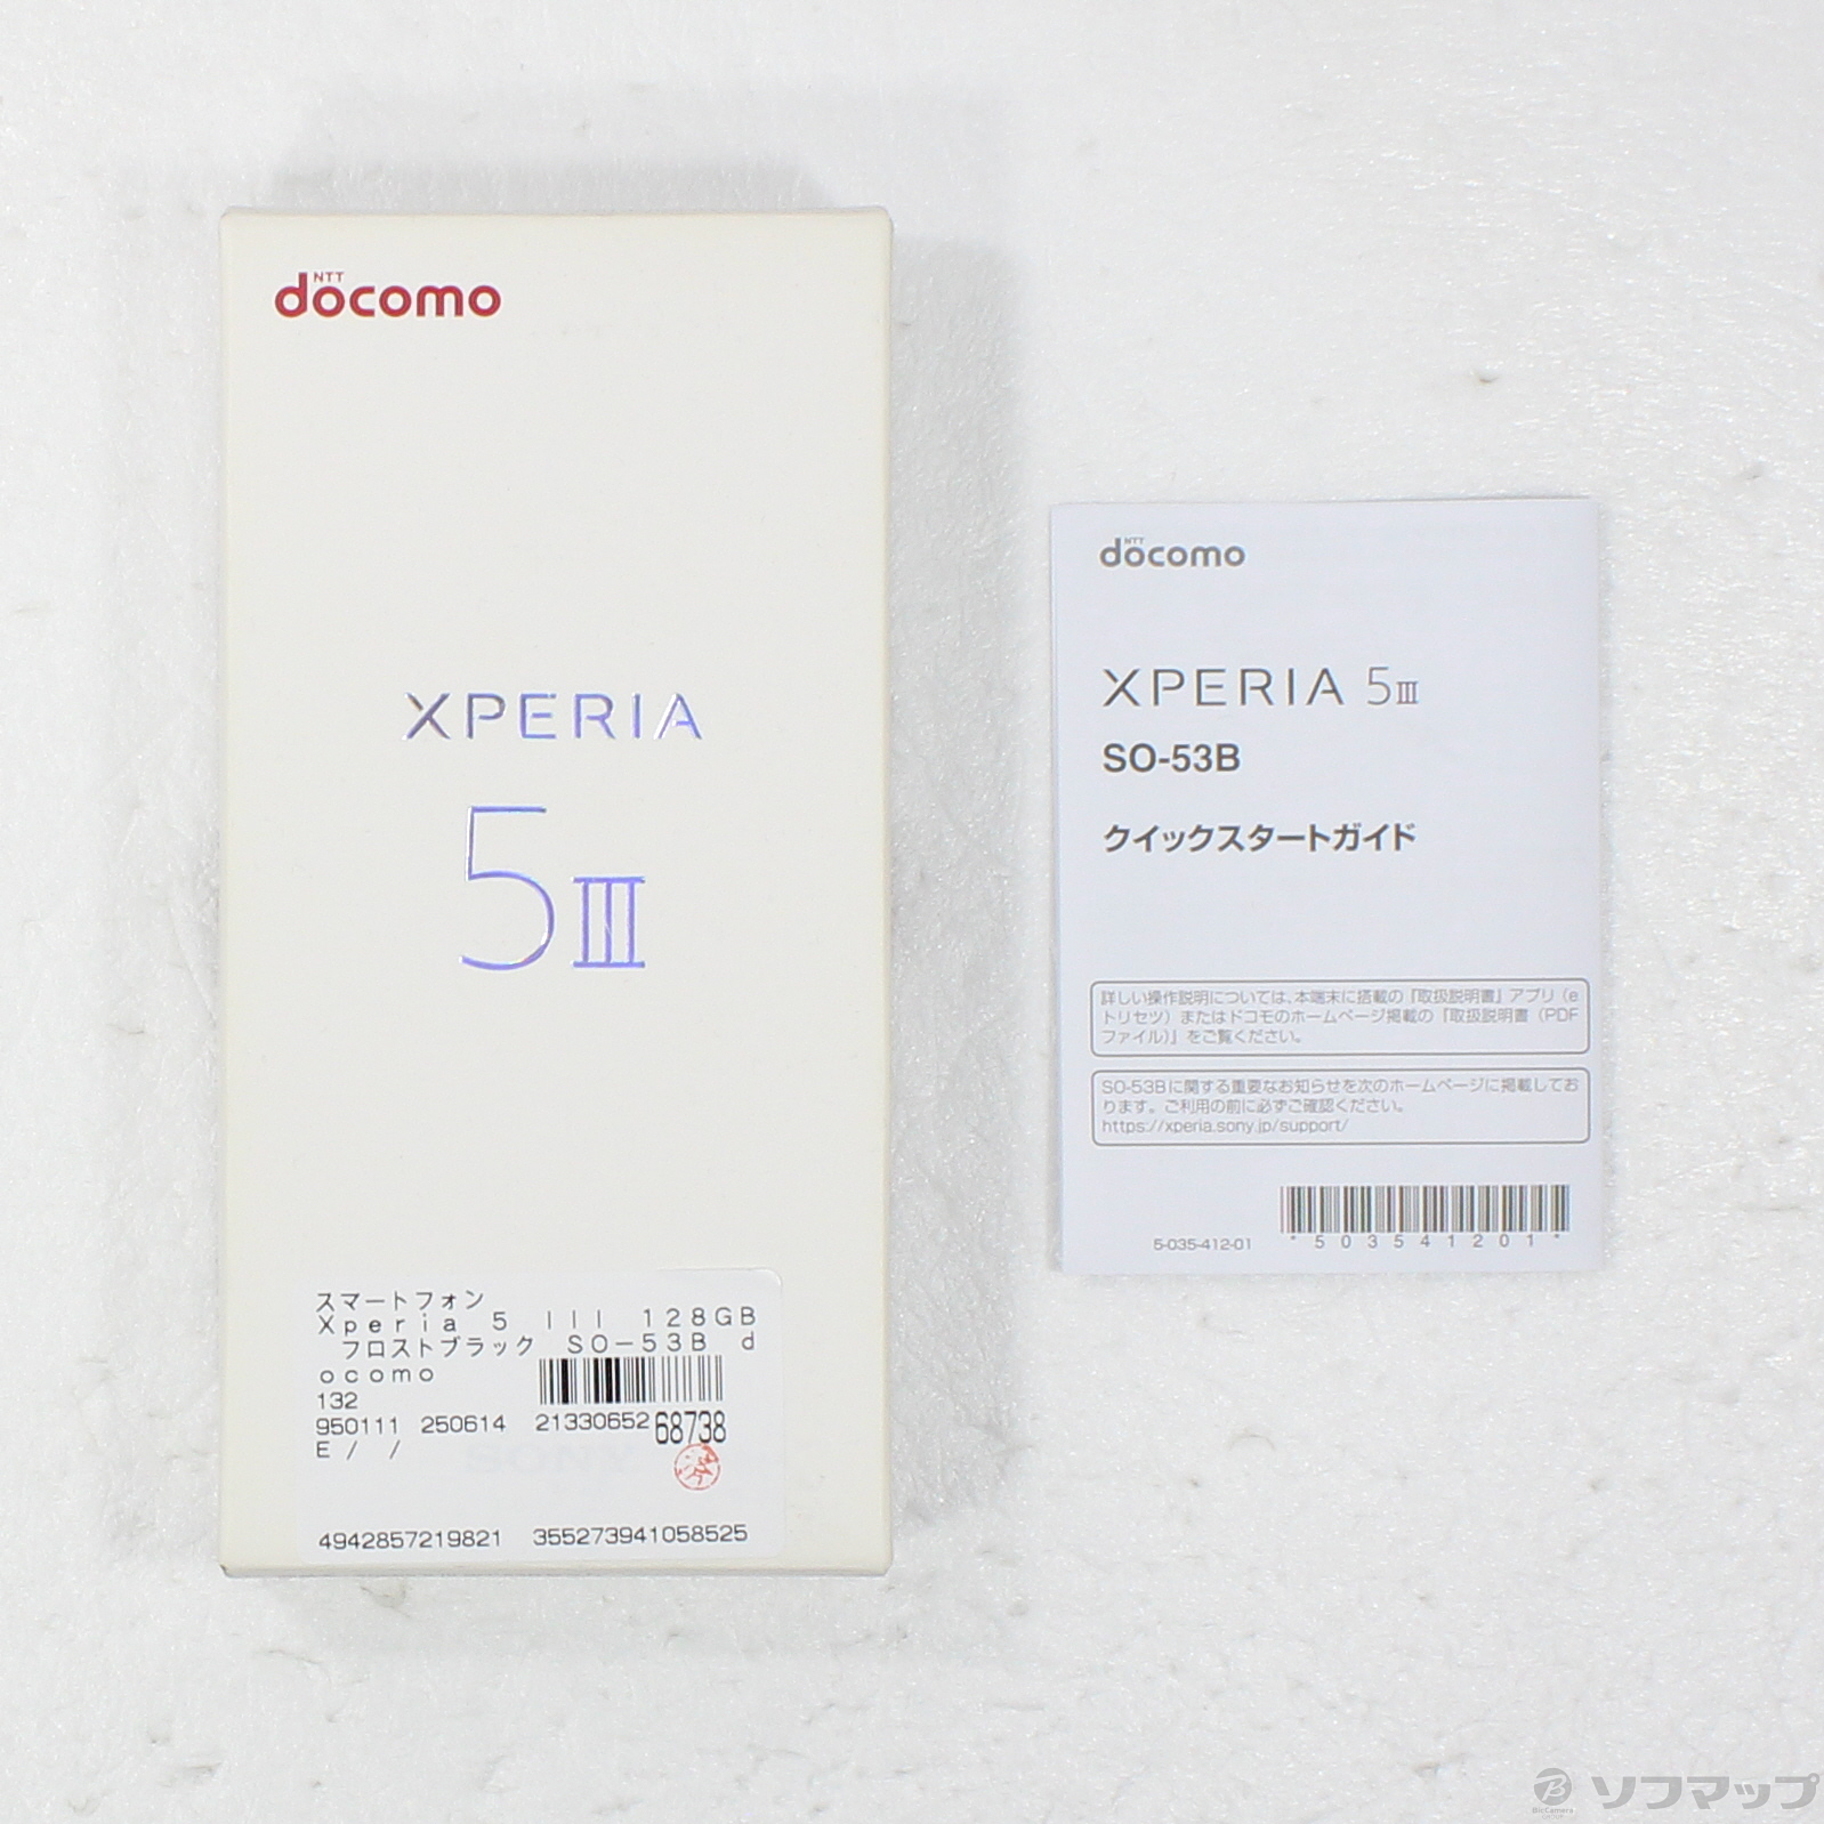 NTT
docomo
XPERIA
5III
スマートフォン
Xperia 5 III 128GB
フロストブラック SO-53B d
ocomo
132
950111 250614 21330652 68738
E / /
SONY
4942857219821 355273941058525
NTT
docomo
XPERIA 5III
SO-53B
クイックスタートガイド
詳しい操作説明については、本端末に搭載の『取扱説明書』アプリ（e
トリセツ）またはドコモのホームページ掲載の『取扱説明書（PDF
ファイル）』をご覧ください。
SO-53Bに関する重要なお知らせを次のホームページに掲載してお
ります。ご利用の前に必ずご確認ください。
https://xperia.sony.jp/support/
5-035-412-01
*503541201*
BicCamera
GROUP
ソフマップ